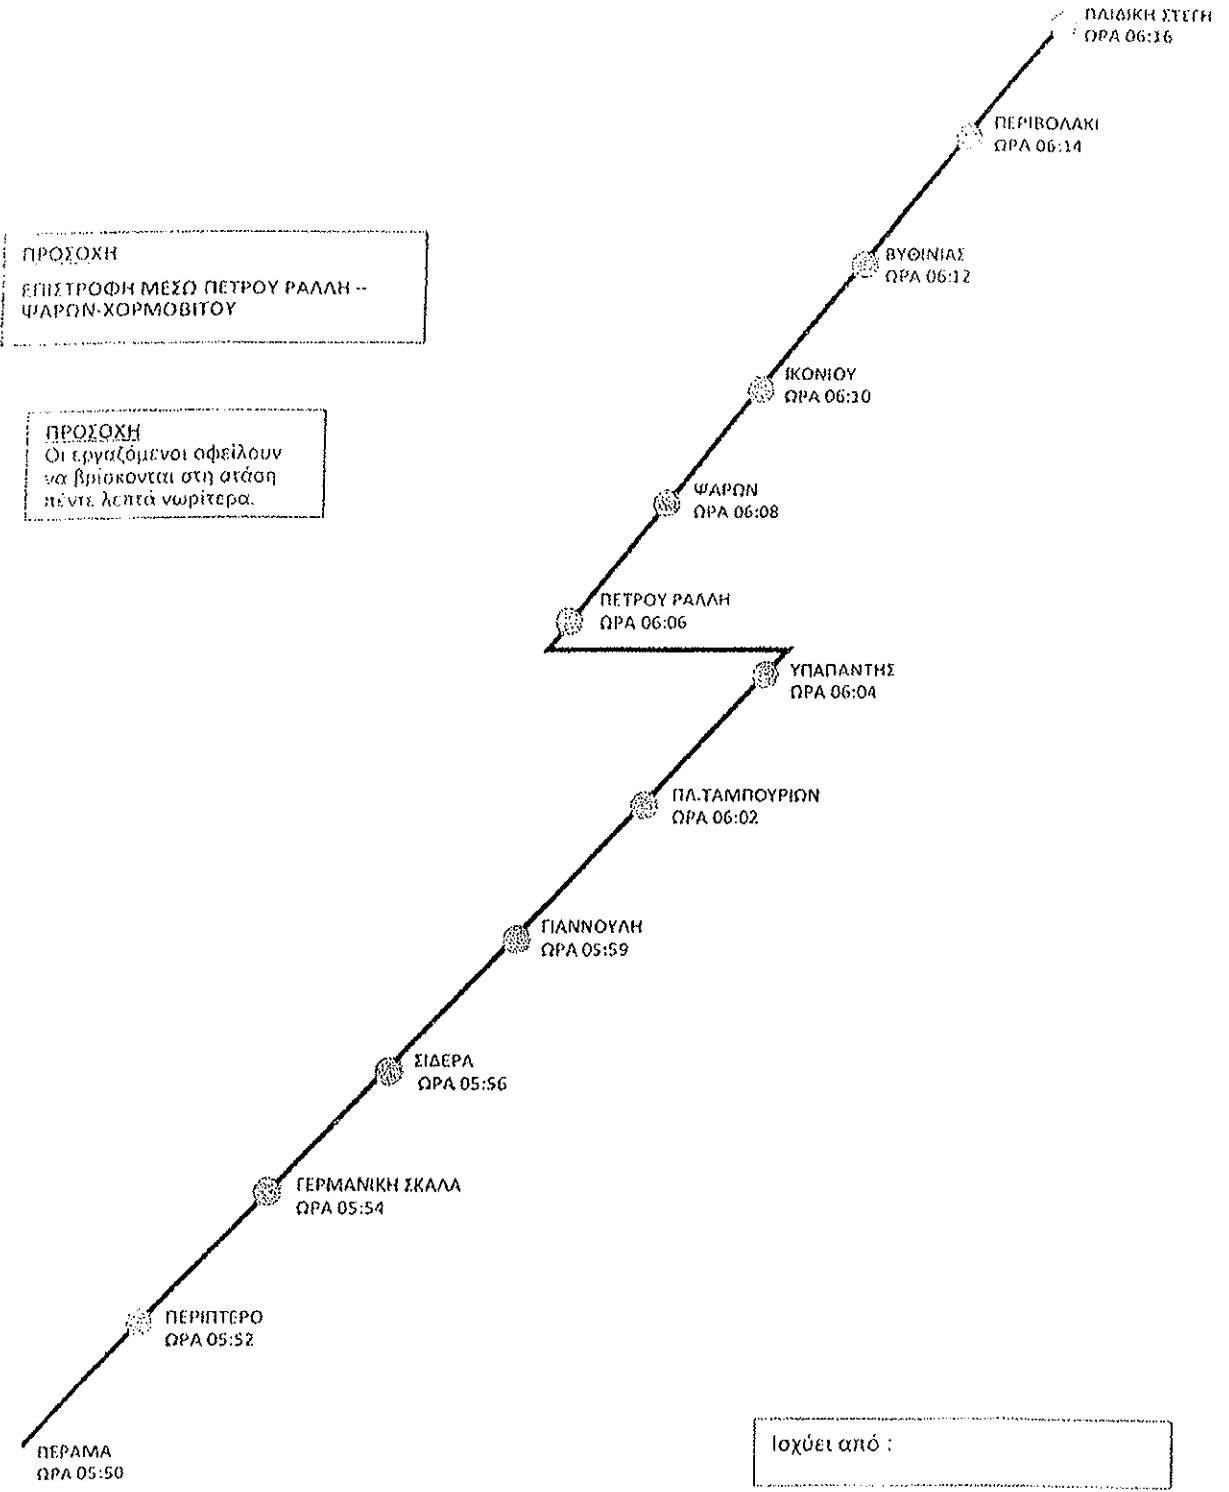 ΠΑΙΔΙΚΗ ΣΤΕΓΗ
ΩΡΑ 06:16
ΠΕΡΙΒΟΛΑΚΙ
ΩΡΑ 06:14
ΠΡΟΣΟΧΗ
ΕΠΙΣΤΡΟΦΗ ΜΕΣΩ ΠΕΤΡΟΥ ΡΑΛΛΗ –
ΨΑΡΩΝ-ΧΟΡΜΟΒΙΤΟΥ
ΒΥΘΙΝΙΑΣ
ΩΡΑ 06:12
ΙΚΟΝΙΟΥ
ΩΡΑ 06:10
ΠΡΟΣΟΧΗ
Οι εργαζόμενοι οφείλουν
να βρίσκονται στη στάση
πέντε λεπτά νωρίτερα.
ΨΑΡΩΝ
ΩΡΑ 06:08
ΠΕΤΡΟΥ ΡΑΛΛΗ
ΩΡΑ 06:06
ΥΠΑΠΑΝΤΗΣ
ΩΡΑ 06:04
ΠΛ.ΤΑΜΠΟΥΡΙΩΝ
ΩΡΑ 06:02
ΓΙΑΝΝΟΥΛΗ
ΩΡΑ 05:59
ΣΙΔΕΡΑ
ΩΡΑ 05:56
ΓΕΡΜΑΝΙΚΗ ΣΚΑΛΑ
ΩΡΑ 05:54
ΠΕΡΙΠΤΕΡΟ
ΩΡΑ 05:52
ΠΕΡΑΜΑ
ΩΡΑ 05:50
Ισχύει από :